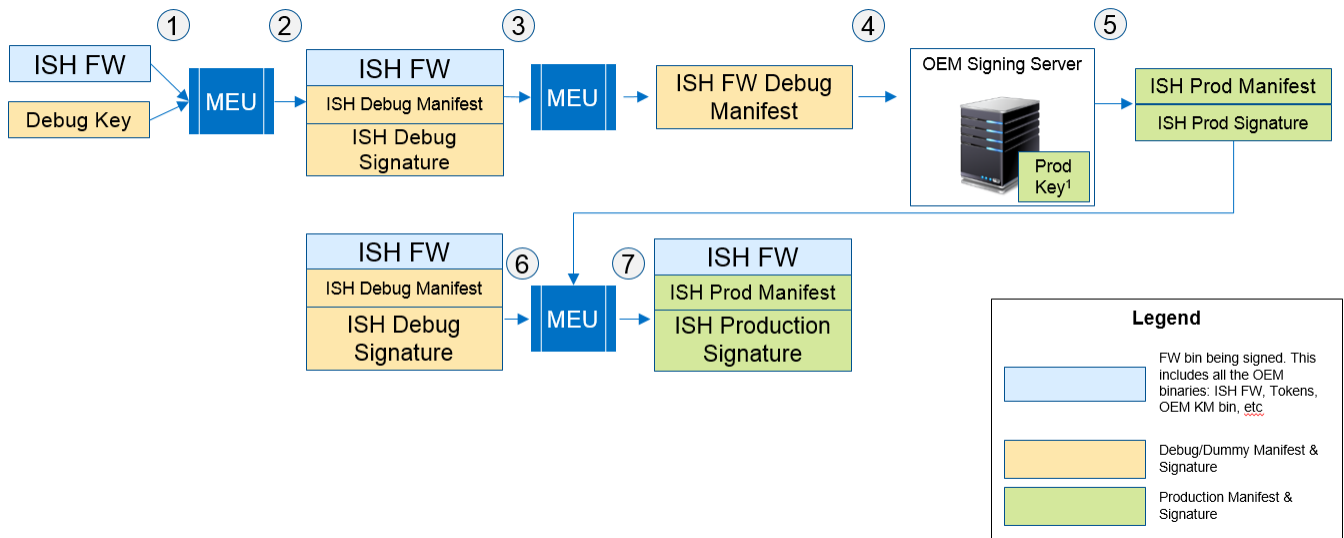 1
2
3
4
5
ISH FW
Debug Key
MEU
ISH FW
ISH Debug Manifest
ISH Debug
Signature
MEU
ISH FW Debug
Manifest
OEM Signing Server
Prod
Key¹
ISH Prod Manifest
ISH Prod Signature
ISH FW
ISH Debug Manifest
ISH Debug
Signature
6
MEU
7
ISH FW
ISH Prod Manifest
ISH Production
Signature
Legend
FW bin being signed. This
includes all the OEM
binaries: ISH FW, Tokens,
OEM KM bin, etc
Debug/Dummy Manifest &
Signature
Production Manifest &
Signature